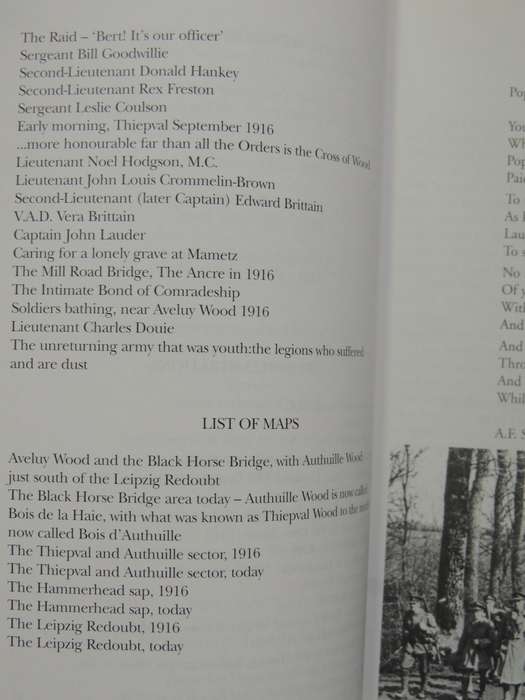 The Raid – 'Bert! It's our officer'
Sergeant Bill Goodwillie
Second-Lieutenant Donald Hankey
Second-Lieutenant Rex Freston
Sergeant Leslie Coulson
Early morning, Thiepval September 1916
...more honourable far than all the Orders is the Cross of Wood
Lieutenant Noel Hodgson, M.C.
Lieutenant John Louis Crommelin-Brown
Second-Lieutenant (later Captain) Edward Brittain
V.A.D. Vera Brittain
Captain John Lauder
Caring for a lonely grave at Mametz
The Mill Road Bridge, The Ancre in 1916
The Intimate Bond of Comradeship
Soldiers bathing, near Aveluy Wood 1916
Lieutenant Charles Douie
The unreturning army that was youth:the legions who suffered
and are dust
LIST OF MAPS
Aveluy Wood and the Black Horse Bridge, with Authuille Wood
just south of the Leipzig Redoubt
The Black Horse Bridge area today – Authuille Wood is now called
Bois de la Haie, with what was known as Thiepval Wood to the
now called Bois d'Authuille
The Thiepval and Authuille sector, 1916
The Thiepval and Authuille sector, today
The Hammerhead sap, 1916
The Hammerhead sap, today
The Leipzig Redoubt, 1916
The Leipzig Redoubt, today
To
As
To
No
Of
And
And
And
A.F.